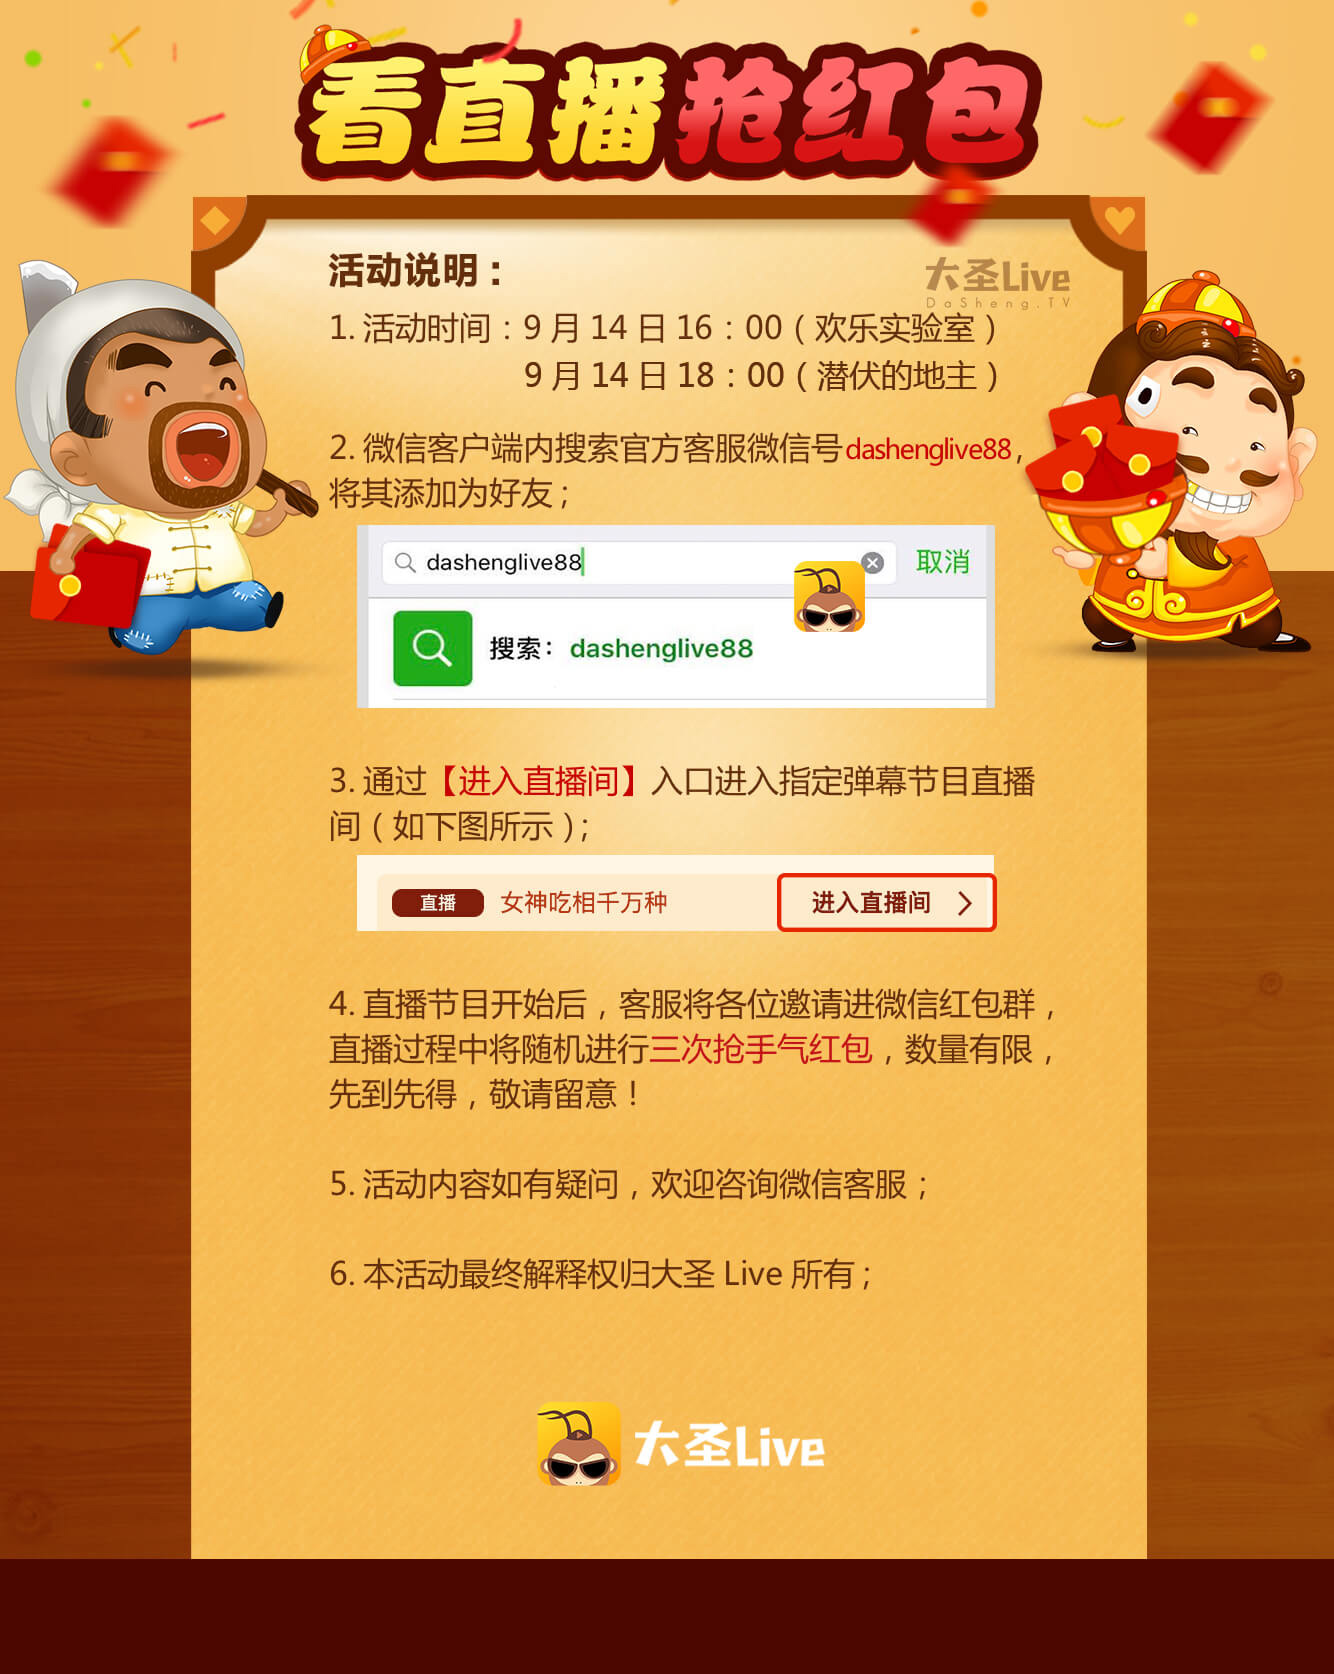 看直播抢红包
活动说明：
大圣Live
DaSheng.TV
1. 活动时间：9 月 14 日 16：00（欢乐实验室）
9 月 14 日 18：00（潜伏的地主）
2. 微信客户端内搜索官方客服微信号dashenglive88，
将其添加为好友；
dashenglive88
取消
搜索： dashenglive88
3. 通过【进入直播间】入口进入指定弹幕节目直播
间（如下图所示）；
直播 女神吃相千万种 进入直播间
4. 直播节目开始后，客服将各位邀请进微信红包群，
直播过程中将随机进行三次抢手气红包，数量有限，
先到先得，敬请留意！
5. 活动内容如有疑问，欢迎咨询微信客服；
6. 本活动最终解释权归大圣 Live 所有；
大圣Live